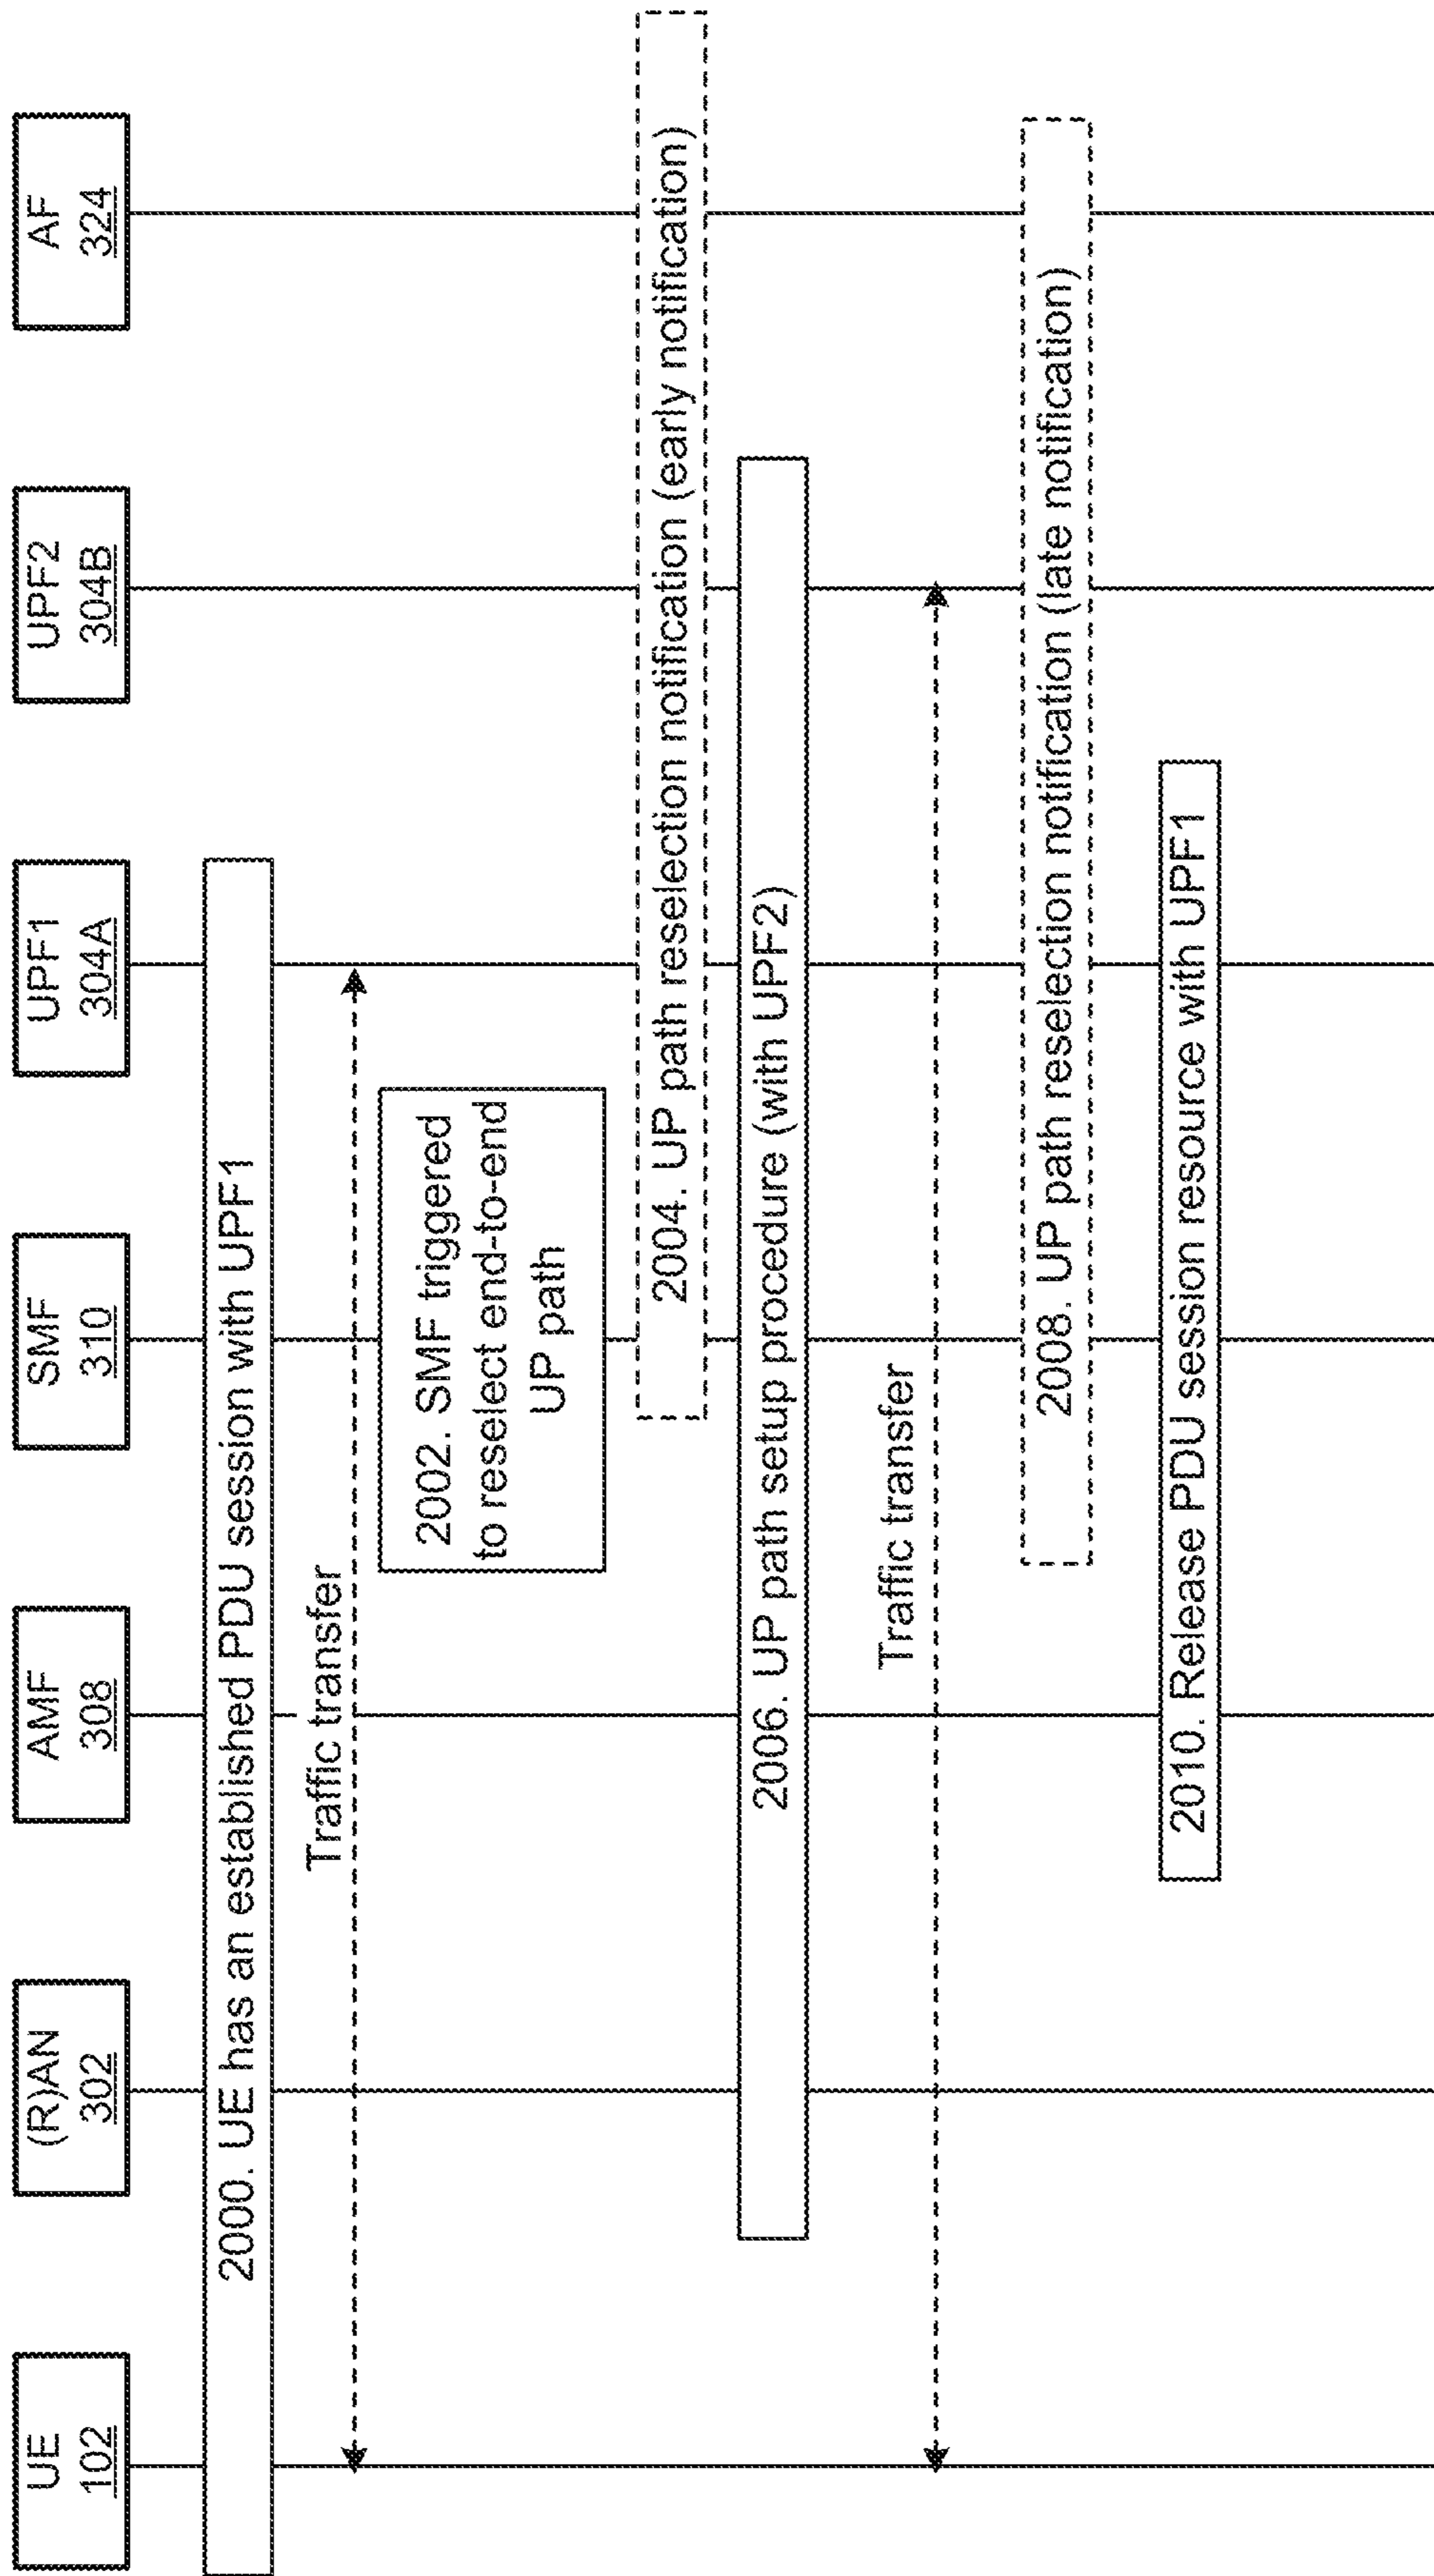 UE
102
(R)AN
302
AMF
308
SMF
310
UPF1
304A
UPF2
304B
AF
324
2000. UE has an established PDU session with UPF1
Traffic transfer
2002. SMF triggered
to reselect end-to-end
UP path
2004. UP path reselection notification (early notification)
2006. UP path setup procedure (with UPF2)
Traffic transfer
2008. UP path reselection notification (late notification)
2010. Release PDU session resource with UPF1